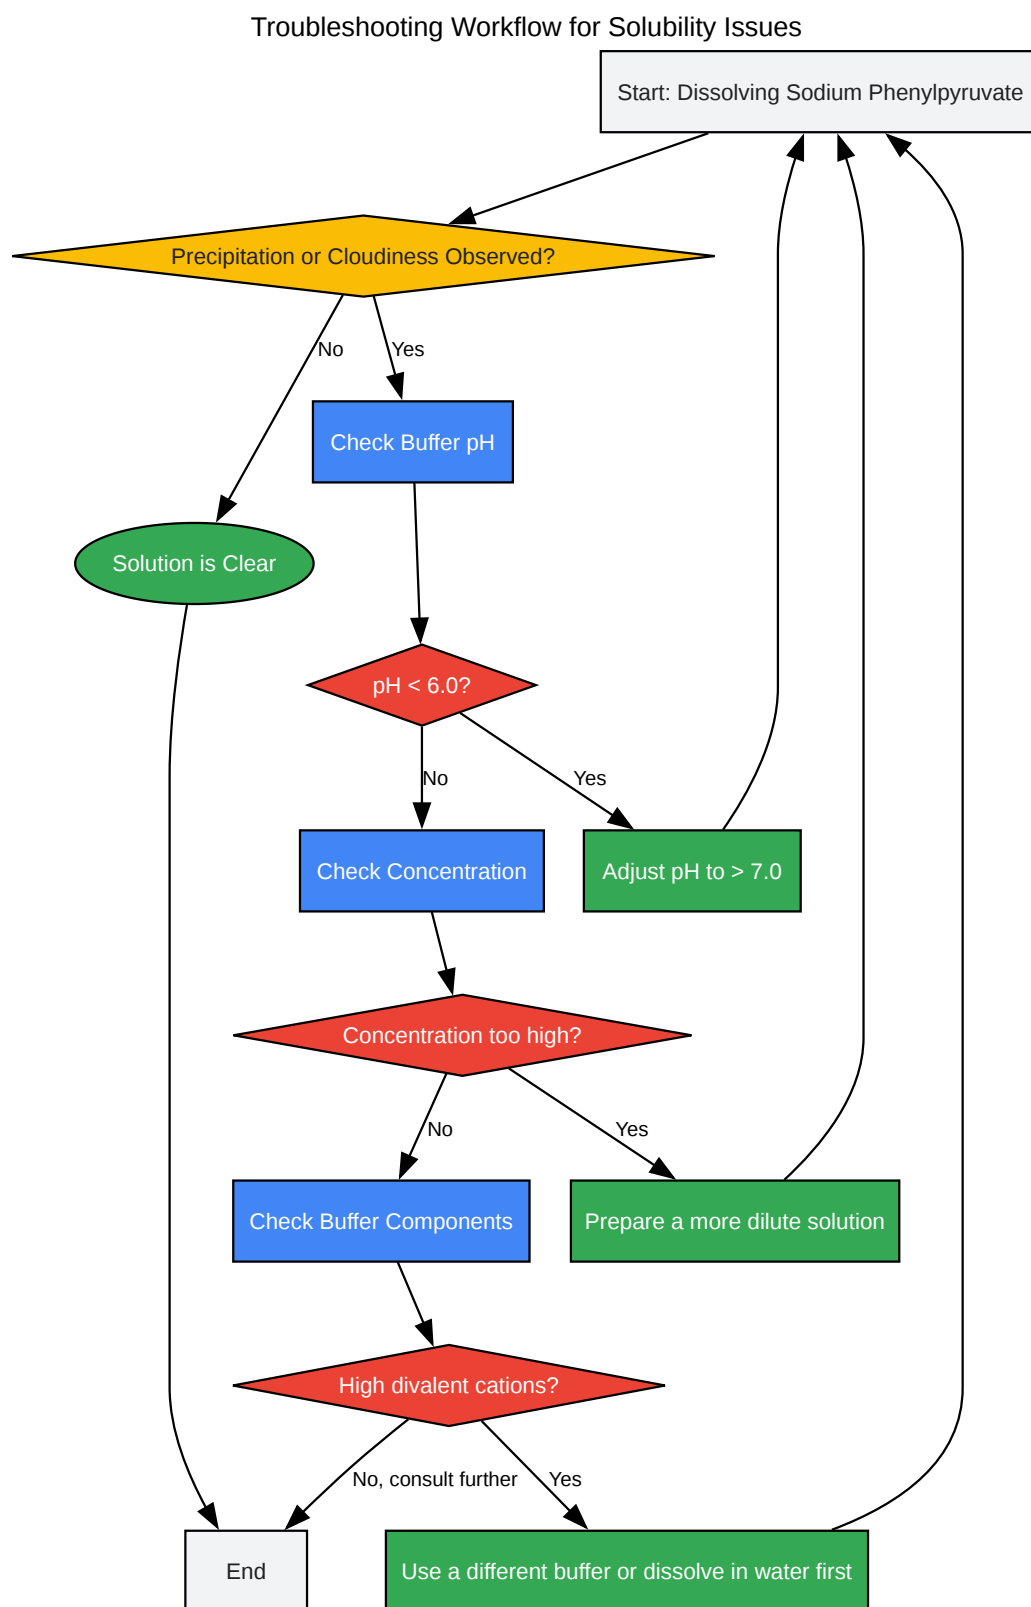 Troubleshooting Workflow for Solubility Issues
Start: Dissolving Sodium Phenylpyruvate
Precipitation or Cloudiness Observed?
No
Yes
Check Buffer pH
Solution is Clear
pH < 6.0?
No
Yes
Check Concentration
Adjust pH to > 7.0
Concentration too high?
No
Yes
Check Buffer Components
Prepare a more dilute solution
High divalent cations?
No, consult further
Yes
End
Use a different buffer or dissolve in water first